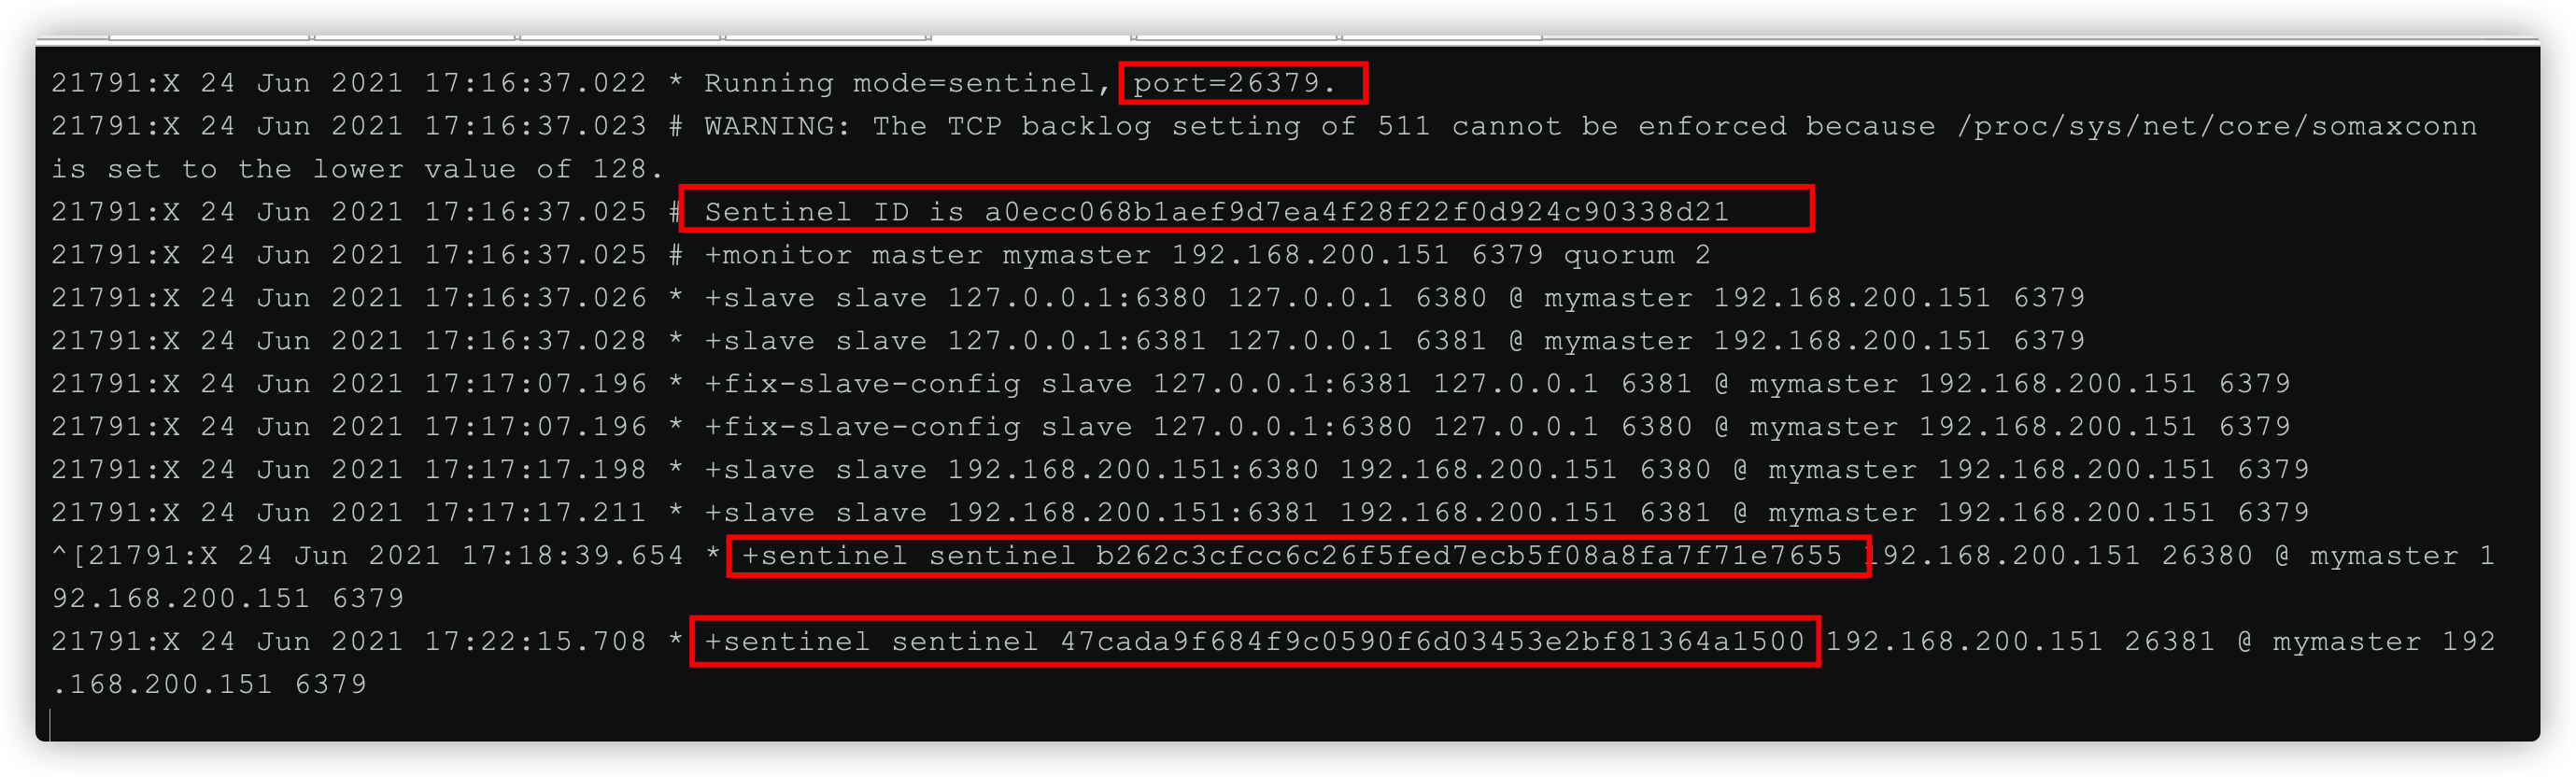 21791:X 24 Jun 2021 17:16:37.022 * Running mode=sentinel, port=26379.
21791:X 24 Jun 2021 17:16:37.023 # WARNING: The TCP backlog setting of 511 cannot be enforced because /proc/sys/net/core/somaxconn
is set to the lower value of 128.
21791:X 24 Jun 2021 17:16:37.025 # Sentinel ID is a0ecc068b1aef9d7ea4f28f22f0d924c90338d21
21791:X 24 Jun 2021 17:16:37.025 # +monitor master mymaster 192.168.200.151 6379 quorum 2
21791:X 24 Jun 2021 17:16:37.026 * +slave slave 127.0.0.1:6380 127.0.0.1 6380 @ mymaster 192.168.200.151 6379
21791:X 24 Jun 2021 17:16:37.028 * +slave slave 127.0.0.1:6381 127.0.0.1 6381 @ mymaster 192.168.200.151 6379
21791:X 24 Jun 2021 17:17:07.196 * +fix-slave-config slave 127.0.0.1:6381 127.0.0.1 6381 @ mymaster 192.168.200.151 6379
21791:X 24 Jun 2021 17:17:07.196 * +fix-slave-config slave 127.0.0.1:6380 127.0.0.1 6380 @ mymaster 192.168.200.151 6379
21791:X 24 Jun 2021 17:17:17.198 * +slave slave 192.168.200.151:6380 192.168.200.151 6380 @ mymaster 192.168.200.151 6379
21791:X 24 Jun 2021 17:17:17.211 * +slave slave 192.168.200.151:6381 192.168.200.151 6381 @ mymaster 192.168.200.151 6379
^[21791:X 24 Jun 2021 17:18:39.654 * +sentinel sentinel b262c3cfcc6c26f5fed7ecb5f08a8fa7f71e7655 192.168.200.151 26380 @ mymaster 1
92.168.200.151 6379
21791:X 24 Jun 2021 17:22:15.708 * +sentinel sentinel 47cada9f684f9c0590f6d03453e2bf81364a1500 192.168.200.151 26381 @ mymaster 192
.168.200.151 6379